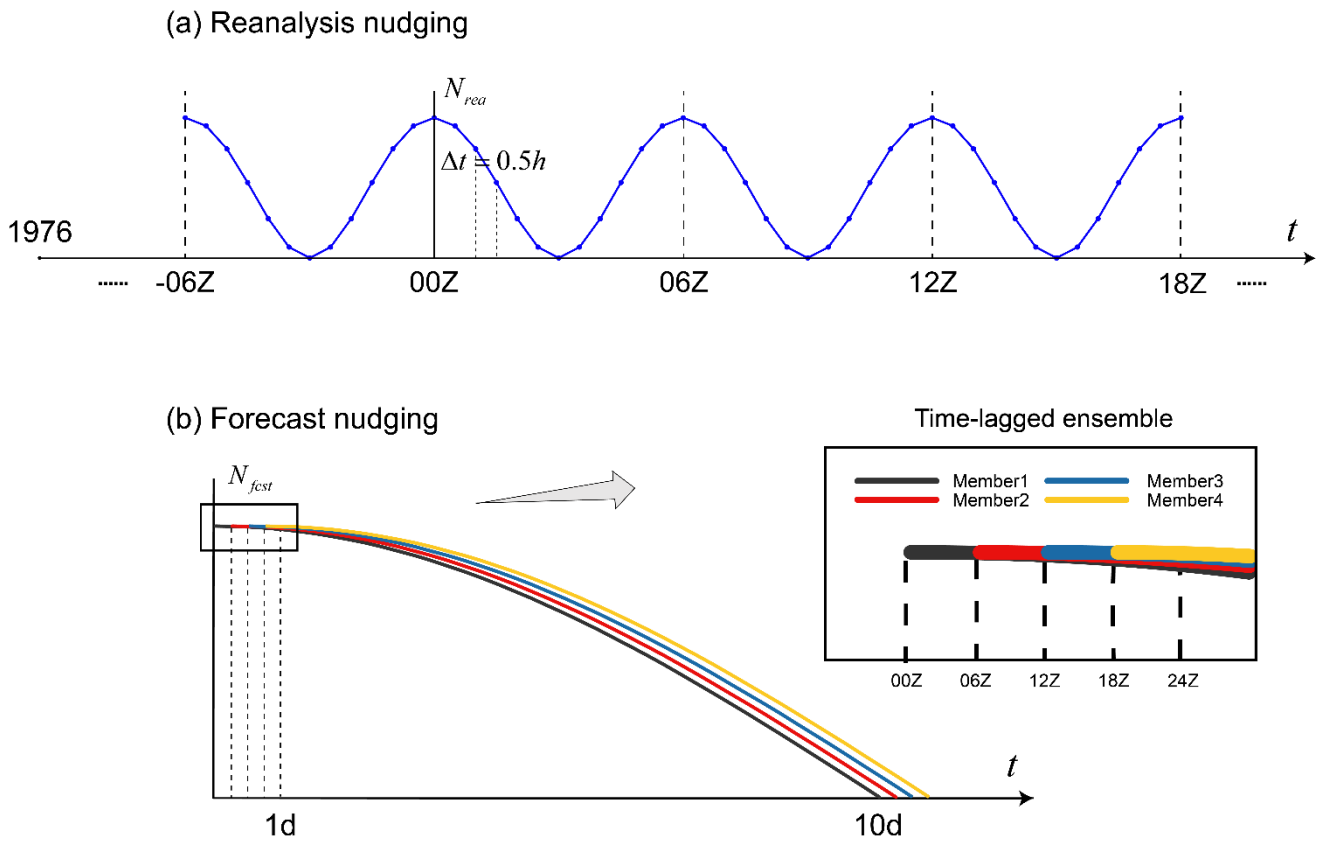 (a) Reanalysis nudging
N_rea
Δt = 0.5h
1976
t
...... -06Z 00Z 06Z 12Z 18Z ......
(b) Forecast nudging
Time-lagged ensemble
N_fcst
Member1 Member3
Member2 Member4
00Z 06Z 12Z 18Z 24Z
t
1d 10d